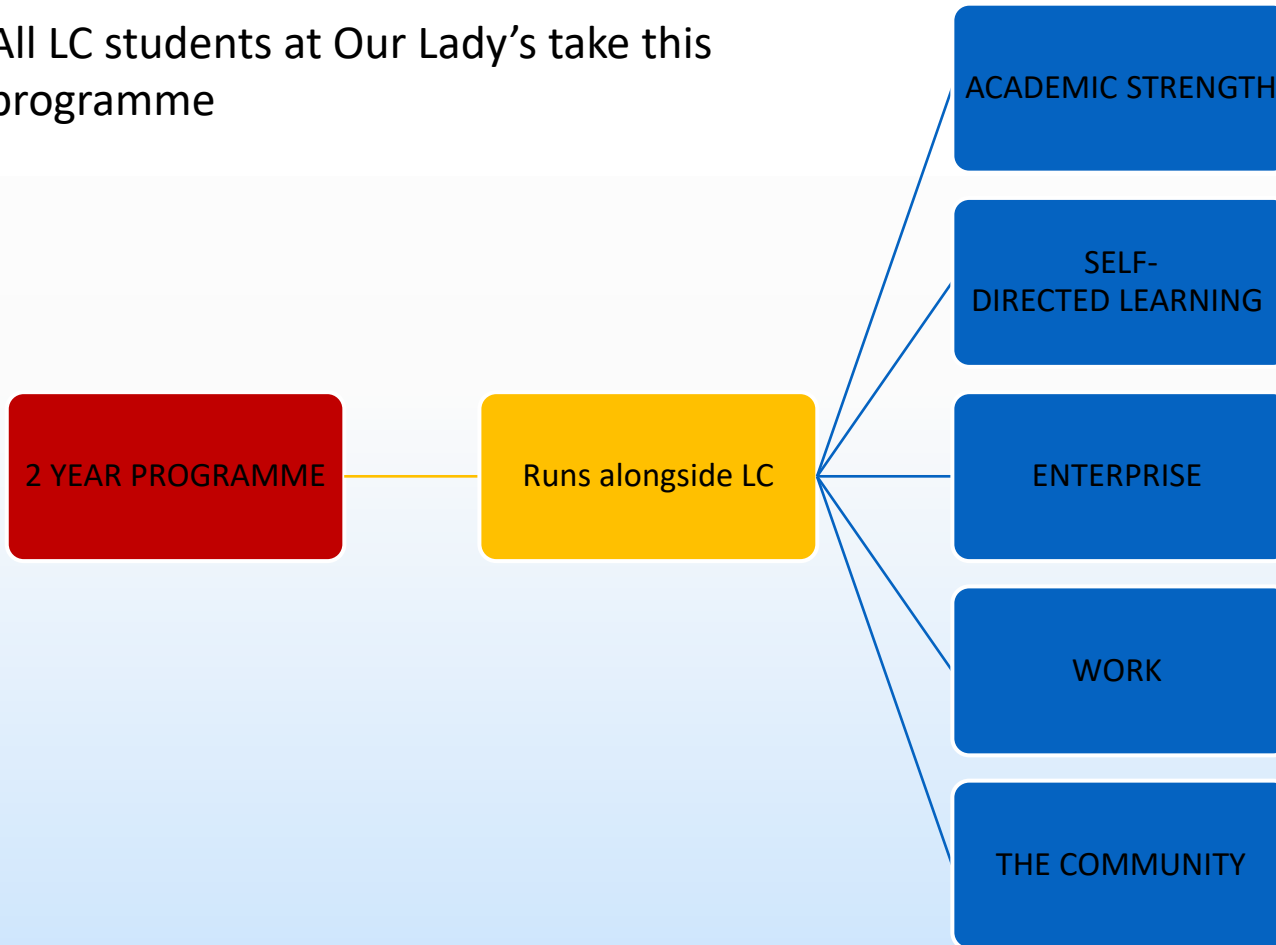 All LC students at Our Lady’s take this
programme
ACADEMIC STRENGTH
SELF-
DIRECTED LEARNING
2 YEAR PROGRAMME
Runs alongside LC
ENTERPRISE
WORK
THE COMMUNITY